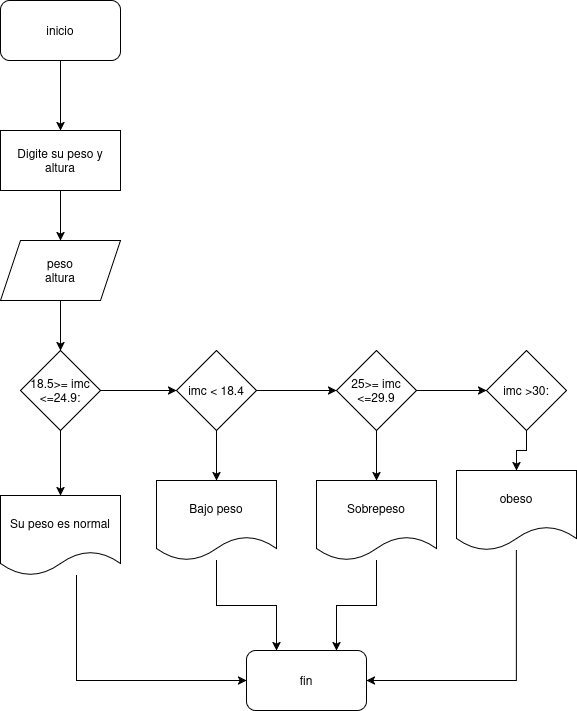 inicio
Digite su peso y
altura
peso
altura
18.5>= imc
<=24.9:
imc < 18.4
25>= imc
<=29.9
imc >30:
Su peso es normal
Bajo peso
Sobrepeso
obeso
fin